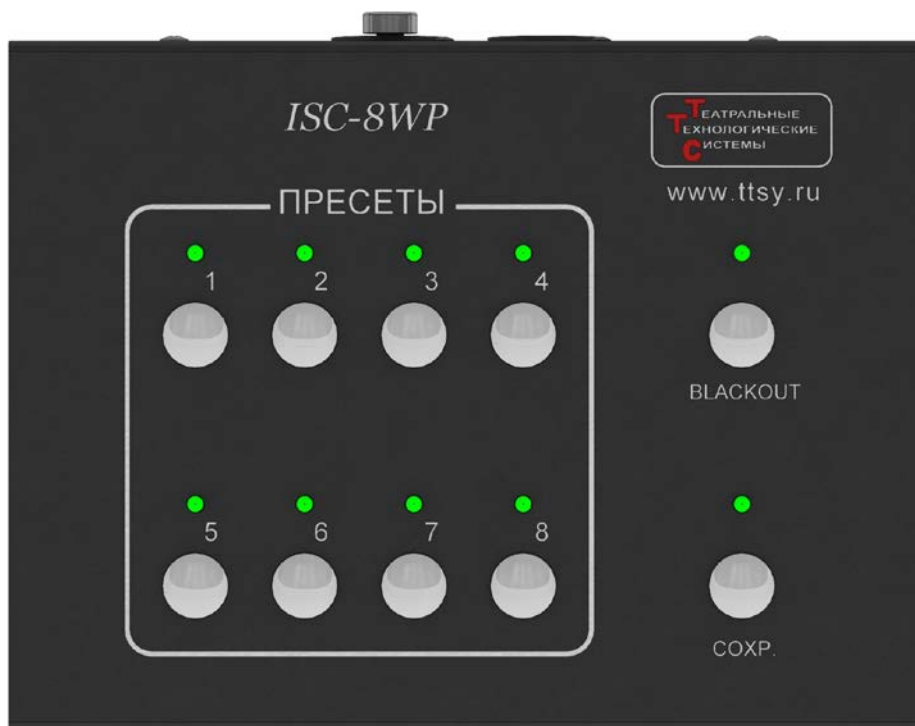 ISC-8WP
ТЕАТРАЛЬНЫЕ
ТЕХНОЛОГИЧЕСКИЕ
СИСТЕМЫ
www.ttsy.ru
ПРЕСЕТЫ
1 2 3 4
BLACKOUT
5 6 7 8
СОХР.